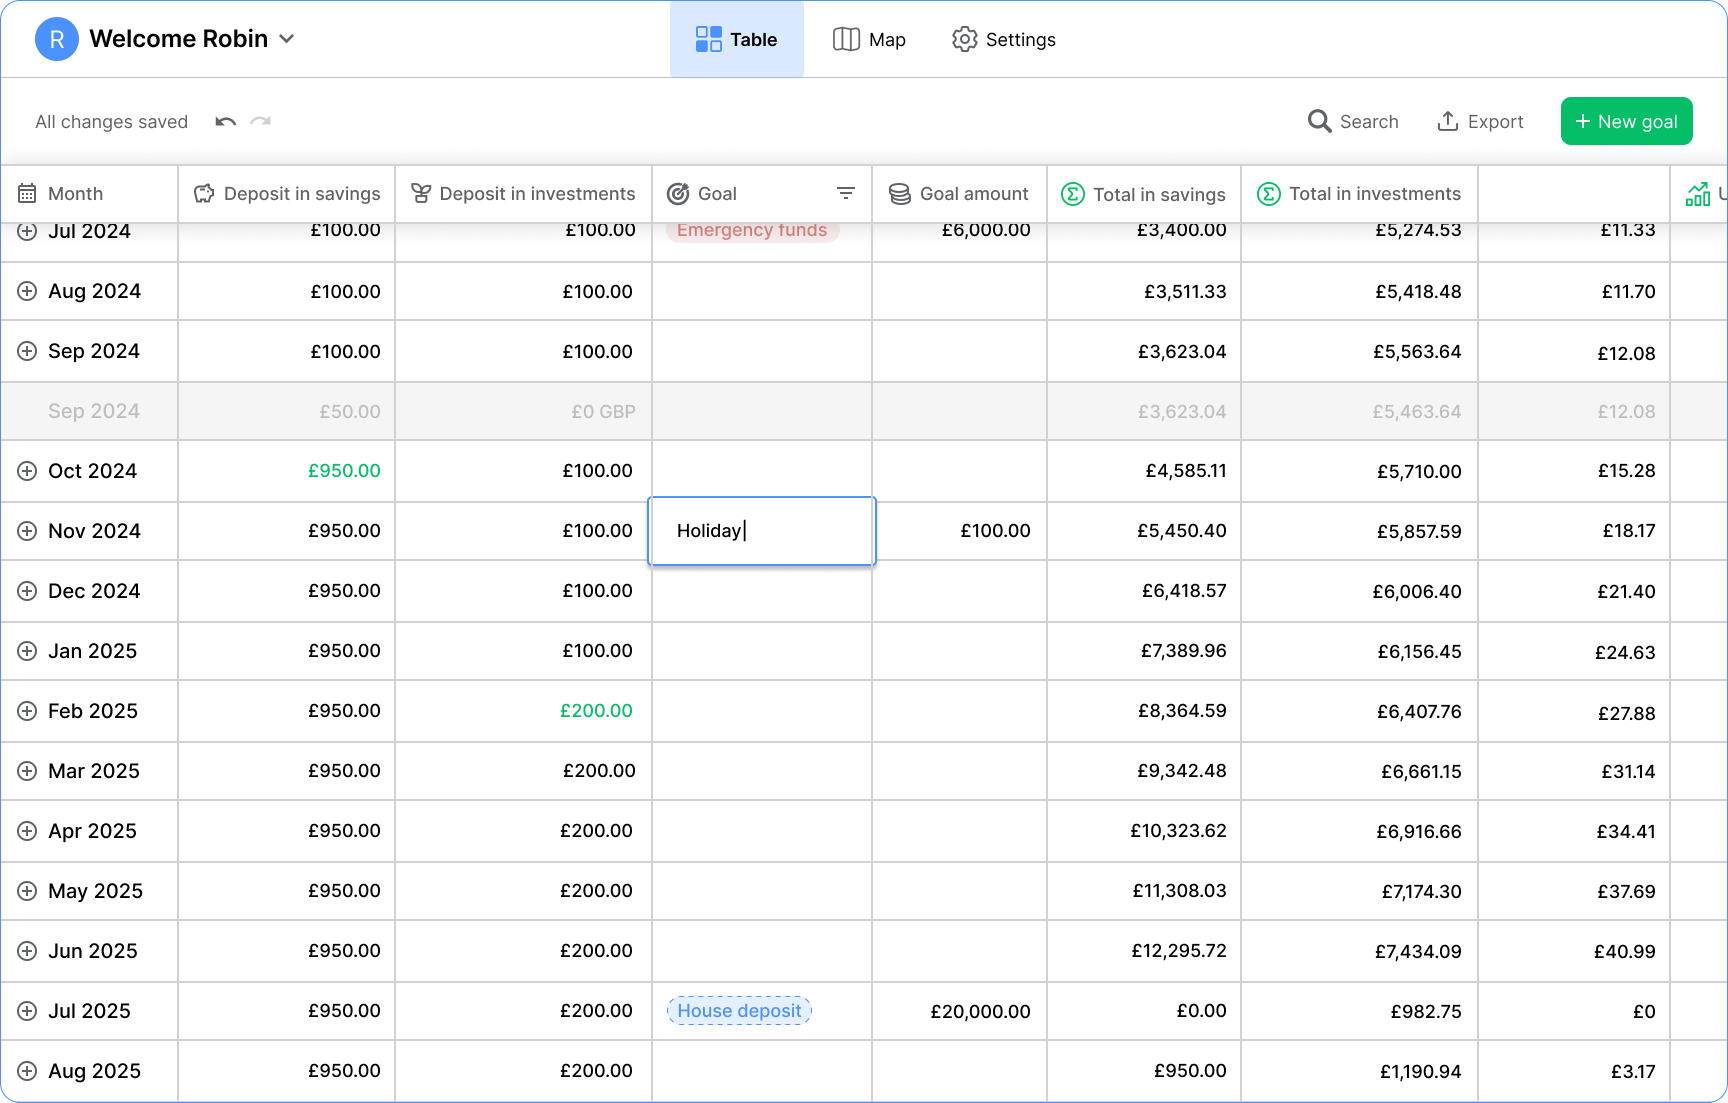 R Welcome Robin Table Map Settings
All changes saved Search Export + New goal
Month Deposit in savings Deposit in investments Goal Goal amount Total in savings Total in investments
Jul 2024 £100.00 £100.00 Emergency funds £6,000.00 £3,400.00 £5,274.53 £11.33
Aug 2024 £100.00 £100.00 £3,511.33 £5,418.48 £11.70
Sep 2024 £100.00 £100.00 £3,623.04 £5,563.64 £12.08
Sep 2024 £50.00 £0 GBP £3,623.04 £5,463.64 £12.08
Oct 2024 £950.00 £100.00 £4,585.11 £5,710.00 £15.28
Nov 2024 £950.00 £100.00 Holiday £100.00 £5,450.40 £5,857.59 £18.17
Dec 2024 £950.00 £100.00 £6,418.57 £6,006.40 £21.40
Jan 2025 £950.00 £100.00 £7,389.96 £6,156.45 £24.63
Feb 2025 £950.00 £200.00 £8,364.59 £6,407.76 £27.88
Mar 2025 £950.00 £200.00 £9,342.48 £6,661.15 £31.14
Apr 2025 £950.00 £200.00 £10,323.62 £6,916.66 £34.41
May 2025 £950.00 £200.00 £11,308.03 £7,174.30 £37.69
Jun 2025 £950.00 £200.00 £12,295.72 £7,434.09 £40.99
Jul 2025 £950.00 £200.00 House deposit £20,000.00 £0.00 £982.75 £0
Aug 2025 £950.00 £200.00 £950.00 £1,190.94 £3.17